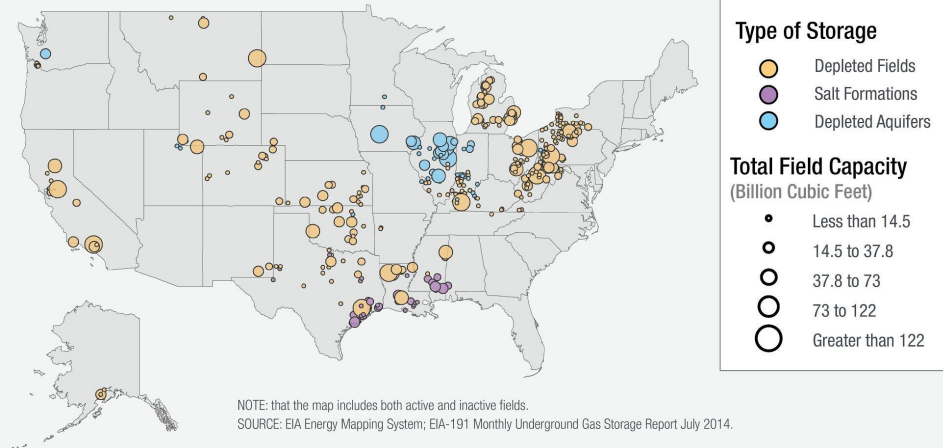 Type of Storage
Depleted Fields
Salt Formations
Depleted Aquifers
Total Field Capacity
(Billion Cubic Feet)
Less than 14.5
14.5 to 37.8
37.8 to 73
73 to 122
Greater than 122
NOTE: that the map includes both active and inactive fields.
SOURCE: EIA Energy Mapping System; EIA-191 Monthly Underground Gas Storage Report July 2014.